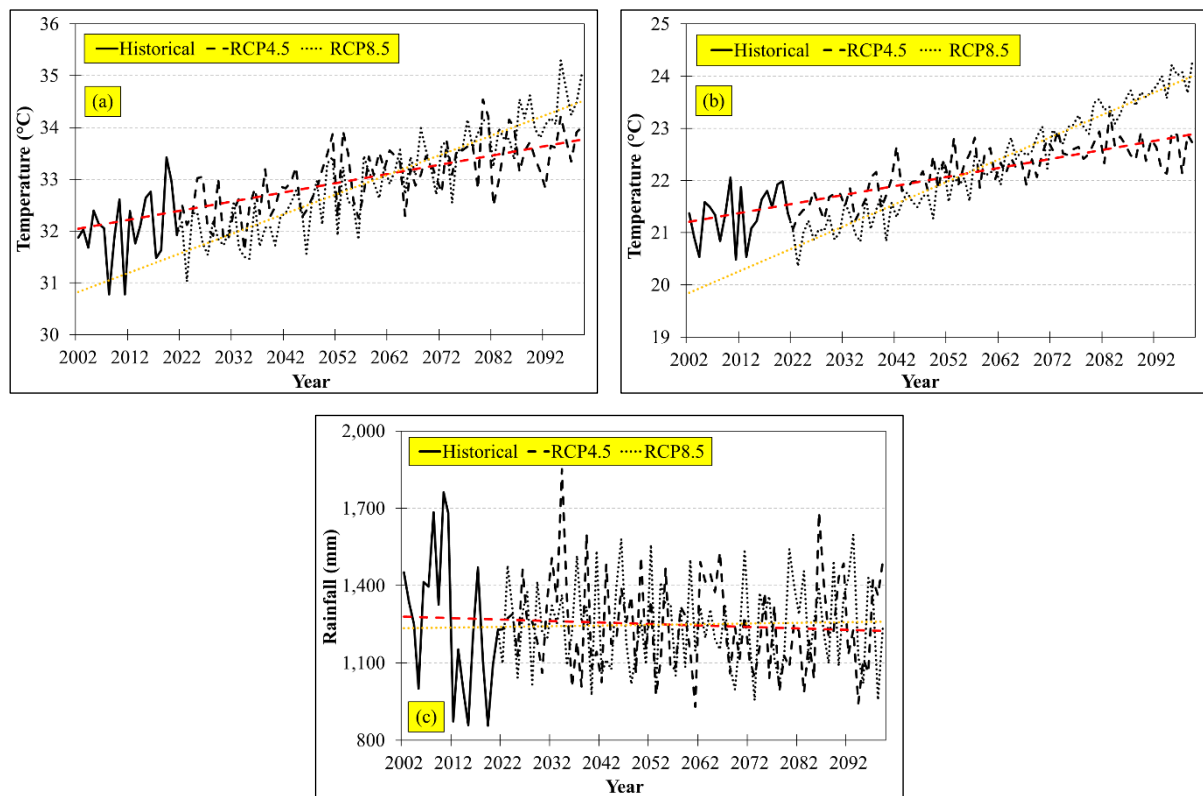 36
35
34
33
32
31
30
Temperature (°C)
Historical RCP4.5 RCP8.5
(a)
2002 2012 2022 2032 2042 2052 2062 2072 2082 2092
Year
25
24
23
22
21
20
19
Temperature (°C)
Historical RCP4.5 RCP8.5
(b)
2002 2012 2022 2032 2042 2052 2062 2072 2082 2092
Year
2,000
1,700
1,400
1,100
800
Rainfall (mm)
Historical RCP4.5 RCP8.5
(c)
2002 2012 2022 2032 2042 2052 2062 2072 2082 2092
Year